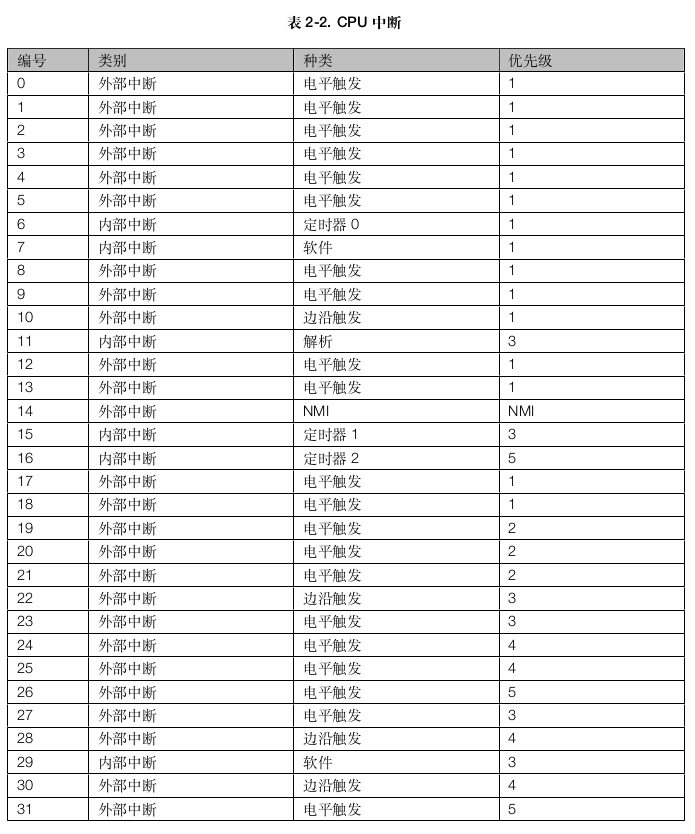 表 2-2. CPU 中断
编号 类别 种类 优先级
0 外部中断 电平触发 1
1 外部中断 电平触发 1
2 外部中断 电平触发 1
3 外部中断 电平触发 1
4 外部中断 电平触发 1
5 外部中断 电平触发 1
6 内部中断 定时器 0 1
7 内部中断 软件 1
8 外部中断 电平触发 1
9 外部中断 电平触发 1
10 外部中断 边沿触发 1
11 内部中断 解析 3
12 外部中断 电平触发 1
13 外部中断 电平触发 1
14 外部中断 NMI NMI
15 内部中断 定时器 1 3
16 内部中断 定时器 2 5
17 外部中断 电平触发 1
18 外部中断 电平触发 1
19 外部中断 电平触发 2
20 外部中断 电平触发 2
21 外部中断 电平触发 2
22 外部中断 边沿触发 3
23 外部中断 电平触发 3
24 外部中断 电平触发 4
25 外部中断 电平触发 4
26 外部中断 电平触发 5
27 外部中断 电平触发 3
28 外部中断 边沿触发 4
29 内部中断 软件 3
30 外部中断 边沿触发 4
31 外部中断 电平触发 5